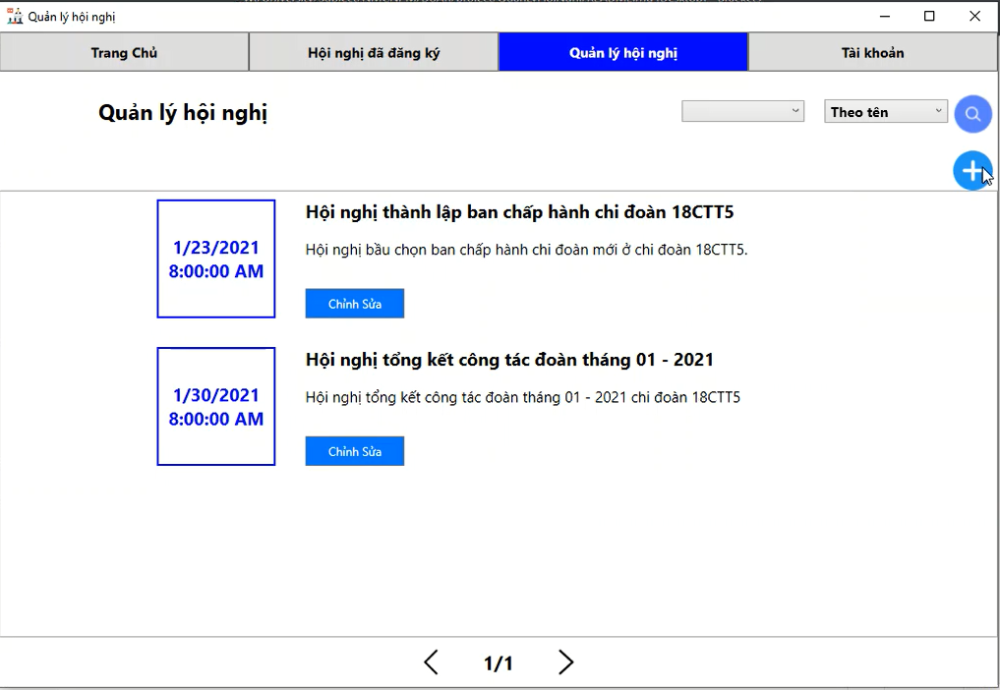 Quản lý hội nghị
Trang Chủ
Hội nghị đã đăng ký
Quản lý hội nghị
Tài khoản
Quản lý hội nghị
Theo tên
1/23/2021
8:00:00 AM
Hội nghị thành lập ban chấp hành chi đoàn 18CTT5
Hội nghị bầu chọn ban chấp hành chi đoàn mới ở chi đoàn 18CTT5.
Chỉnh Sửa
1/30/2021
8:00:00 AM
Hội nghị tổng kết công tác đoàn tháng 01 - 2021
Hội nghị tổng kết công tác đoàn tháng 01 - 2021 chi đoàn 18CTT5
Chỉnh Sửa
1/1